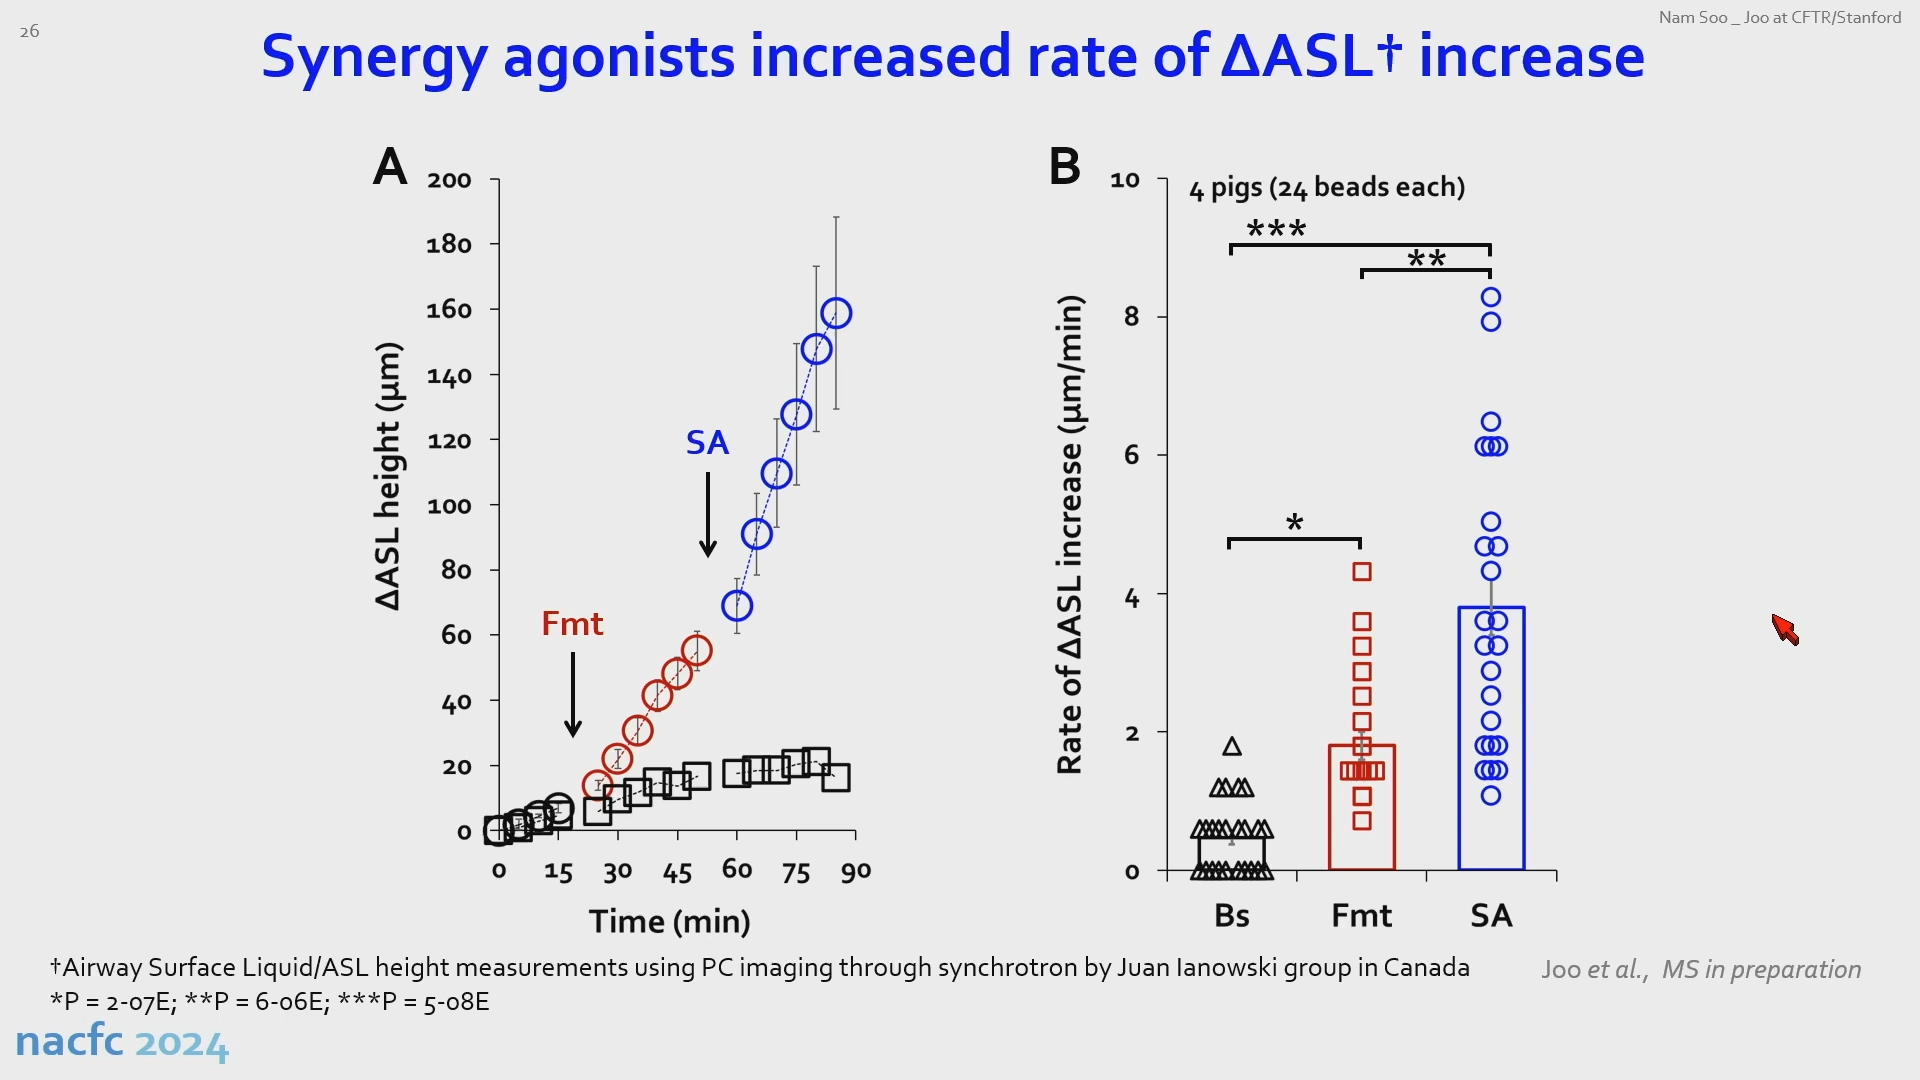 26
Nam Soo _ Joo at CFTR/Stanford
Synergy agonists increased rate of ΔASL† increase
A
200
180
160
140
120
100
80
60
40
20
0
ΔASL height (µm)
SA
Fmt
0 15 30 45 60 75 90
Time (min)
B
10
8
6
4
2
0
Rate of ΔASL increase (µm/min)
4 pigs (24 beads each)
***
**
*
Bs Fmt SA
†Airway Surface Liquid/ASL height measurements using PC imaging through synchrotron by Juan Ianowski group in Canada
*P = 2-07E; **P = 6-06E; ***P = 5-08E
Joo et al., MS in preparation
nacfc 2024